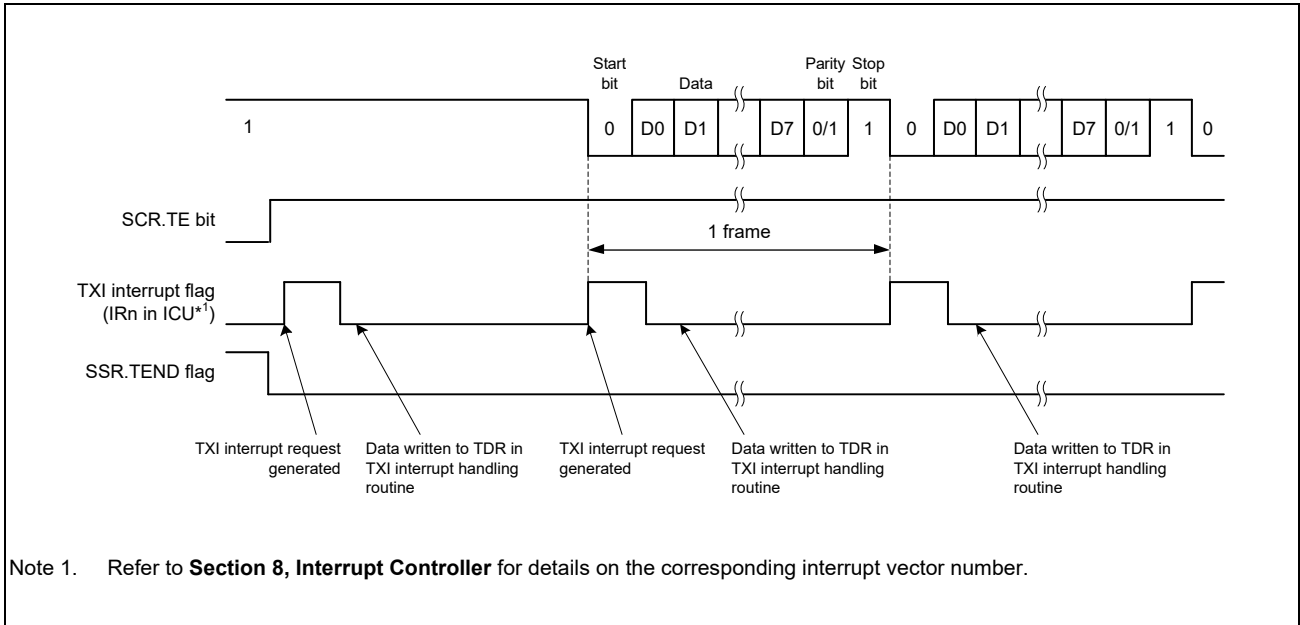 Start bit
Data
Parity bit
Stop bit
1
0 D0 D1 D7 0/1 1 0 D0 D1 D7 0/1 1 0
SCR.TE bit
1 frame
TXI interrupt flag
(IRn in ICU*1)
SSR.TEND flag
TXI interrupt request
generated
Data written to TDR in
TXI interrupt handling
routine
TXI interrupt request
generated
Data written to TDR in
TXI interrupt handling
routine
Data written to TDR in
TXI interrupt handling
routine
Note 1. Refer to Section 8, Interrupt Controller for details on the corresponding interrupt vector number.